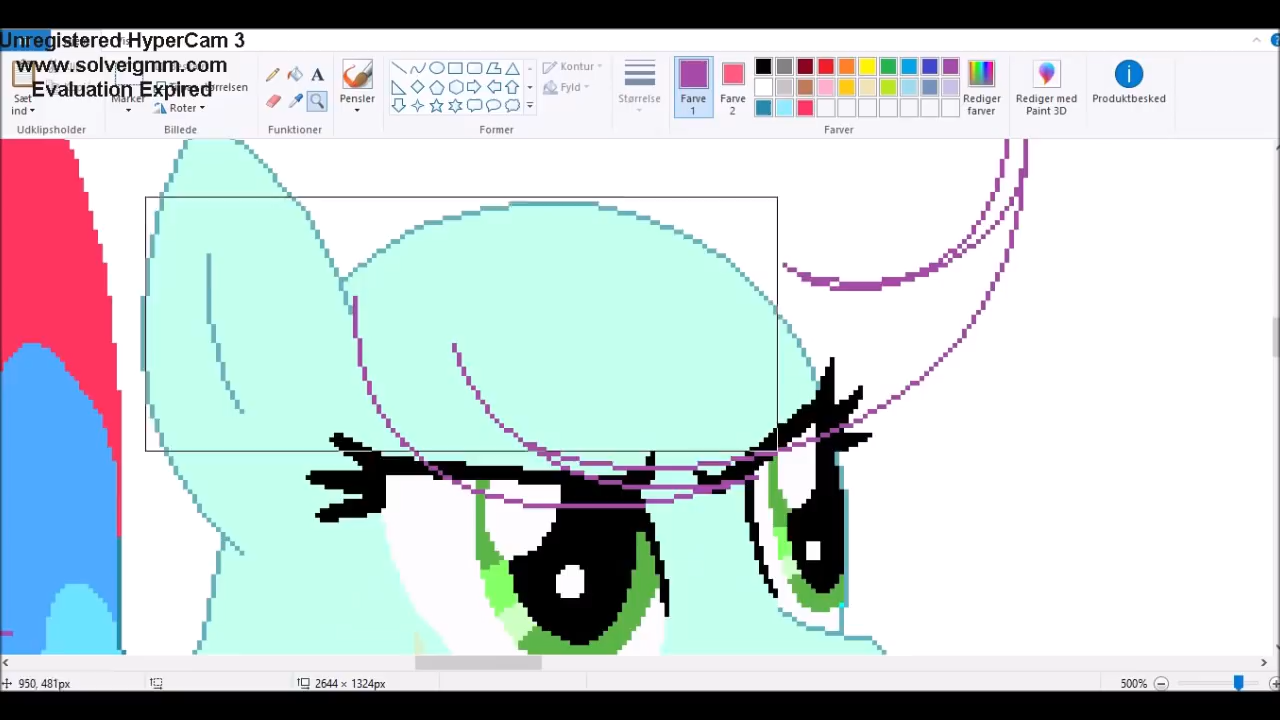 Unregistered HyperCam 3
www.solveigmm.com
Evaluation Expired
Sæt
ind
Markér
Roter
Pensler
Kontur
Fyld
Størrelse
Farve
1
Farve
2
Rediger
farver
Rediger med
Paint 3D
Produktbesked
Udklipsholder
Billede
Funktioner
Former
Farver
950, 481px
2644 × 1324px
500%